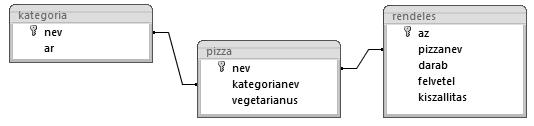 kategoria
nev
ar
pizza
nev
kategorianev
vegetarianus
rendeles
az
pizzanev
darab
felvetel
kiszallitas